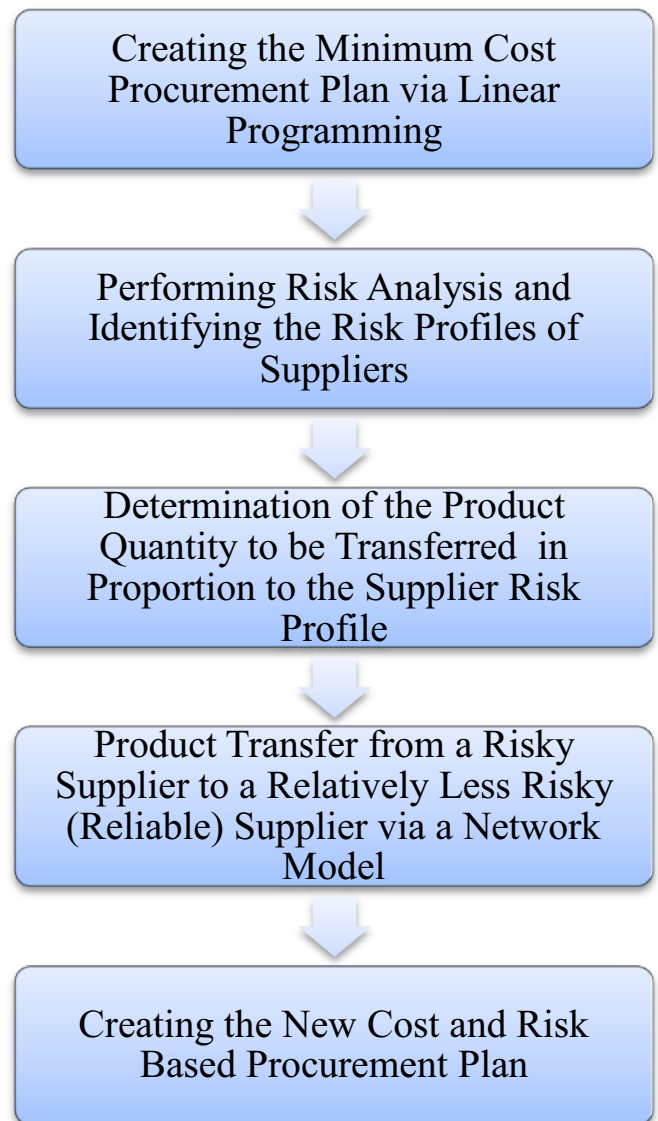 Creating the Minimum Cost
Procurement Plan via Linear
Programming
Performing Risk Analysis and
Identifying the Risk Profiles of
Suppliers
Determination of the Product
Quantity to be Transferred  in
Proportion to the Supplier Risk
Profile
Product Transfer from a Risky
Supplier to a Relatively Less Risky
(Reliable) Supplier via a Network
Model
Creating the New Cost and Risk
Based Procurement Plan